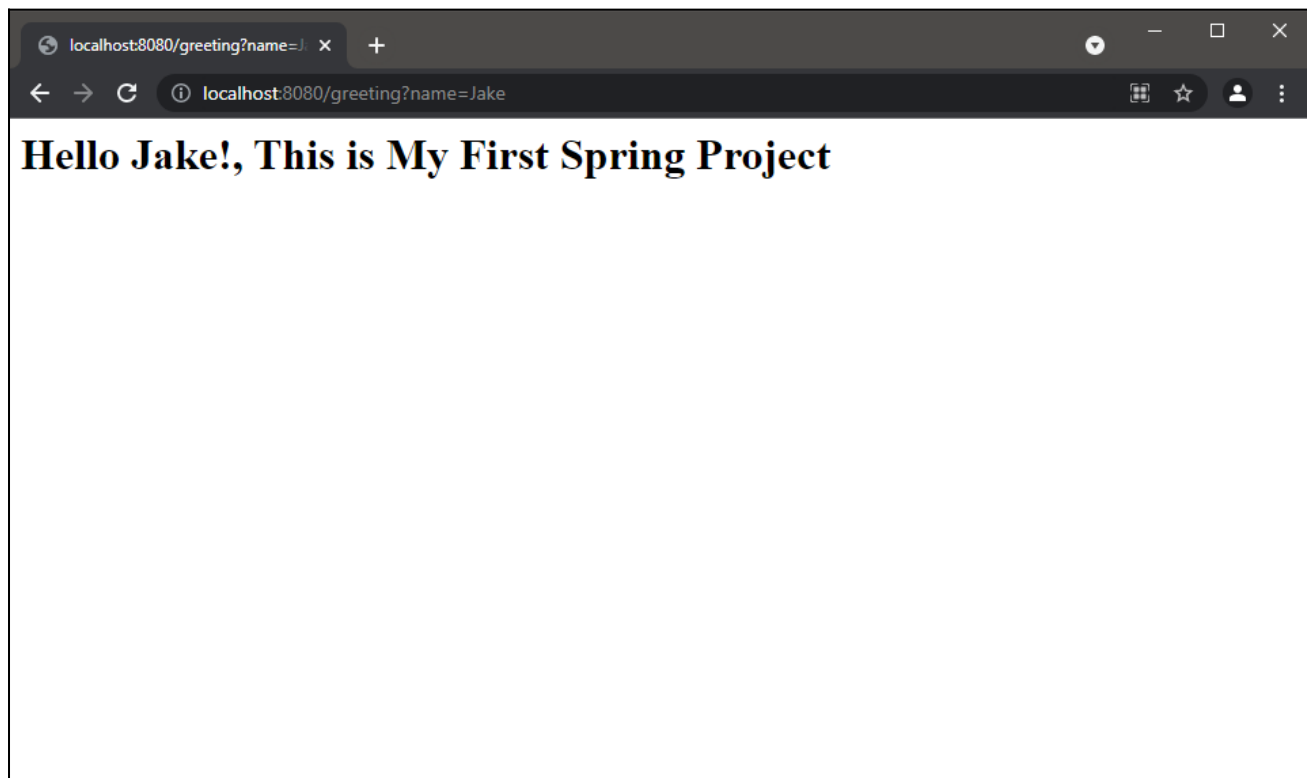 localhost:8080/greeting?name=J
localhost:8080/greeting?name=Jake
Hello Jake!, This is My First Spring Project